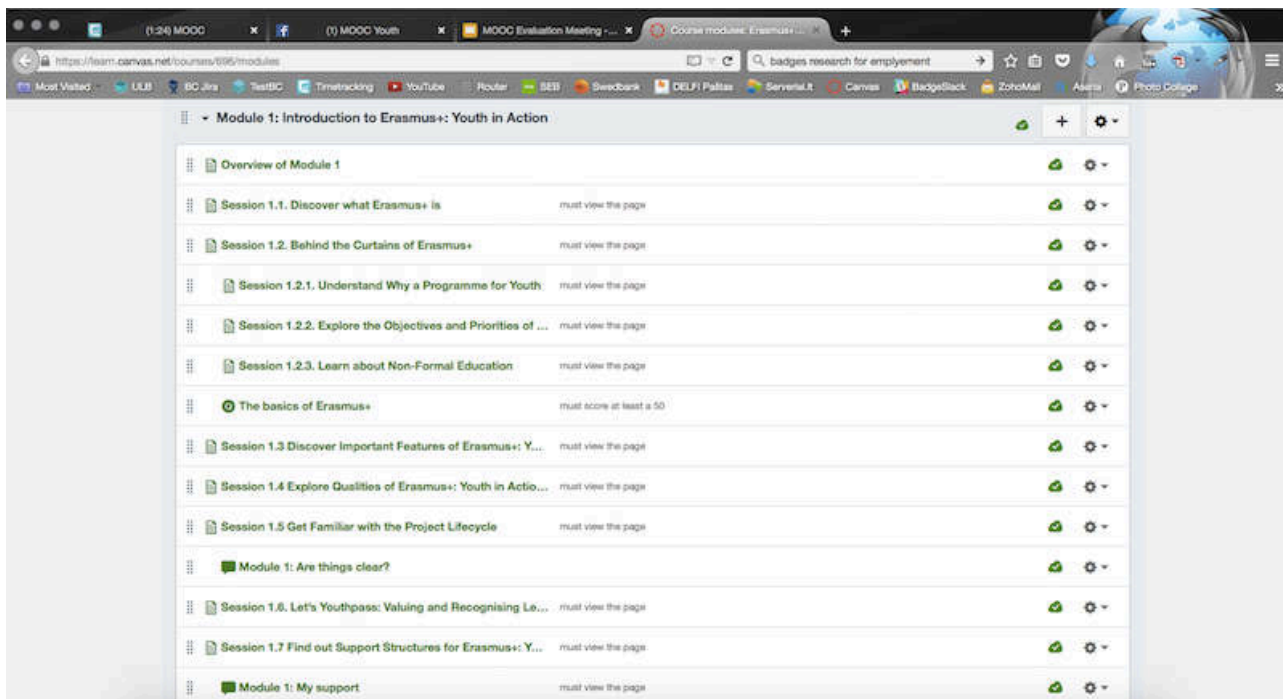 (1:24) MOOC
(1) MOOC Youth
MOOC Evaluation Meeting -...
Course modules: Erasmus+...
https://learn.canvas.net/courses/696/modules
badges research for emplyement
Most Visited ULB BC Jira TestBC Timetracking YouTube Router SEB Swedbank DELFI Paštas Serveriai.lt Canvas BadgeStack ZohoMail Asana Photo Collage
Module 1: Introduction to Erasmus+: Youth in Action
Overview of Module 1
Session 1.1. Discover what Erasmus+ is must view the page
Session 1.2. Behind the Curtains of Erasmus+ must view the page
Session 1.2.1. Understand Why a Programme for Youth must view the page
Session 1.2.2. Explore the Objectives and Priorities of ... must view the page
Session 1.2.3. Learn about Non-Formal Education must view the page
The basics of Erasmus+ must score at least a 50
Session 1.3 Discover Important Features of Erasmus+: Y... must view the page
Session 1.4 Explore Qualities of Erasmus+: Youth in Actio... must view the page
Session 1.5 Get Familiar with the Project Lifecycle must view the page
Module 1: Are things clear?
Session 1.6. Let's Youthpass: Valuing and Recognising Le... must view the page
Session 1.7 Find out Support Structures for Erasmus+: Y... must view the page
Module 1: My support must view the page